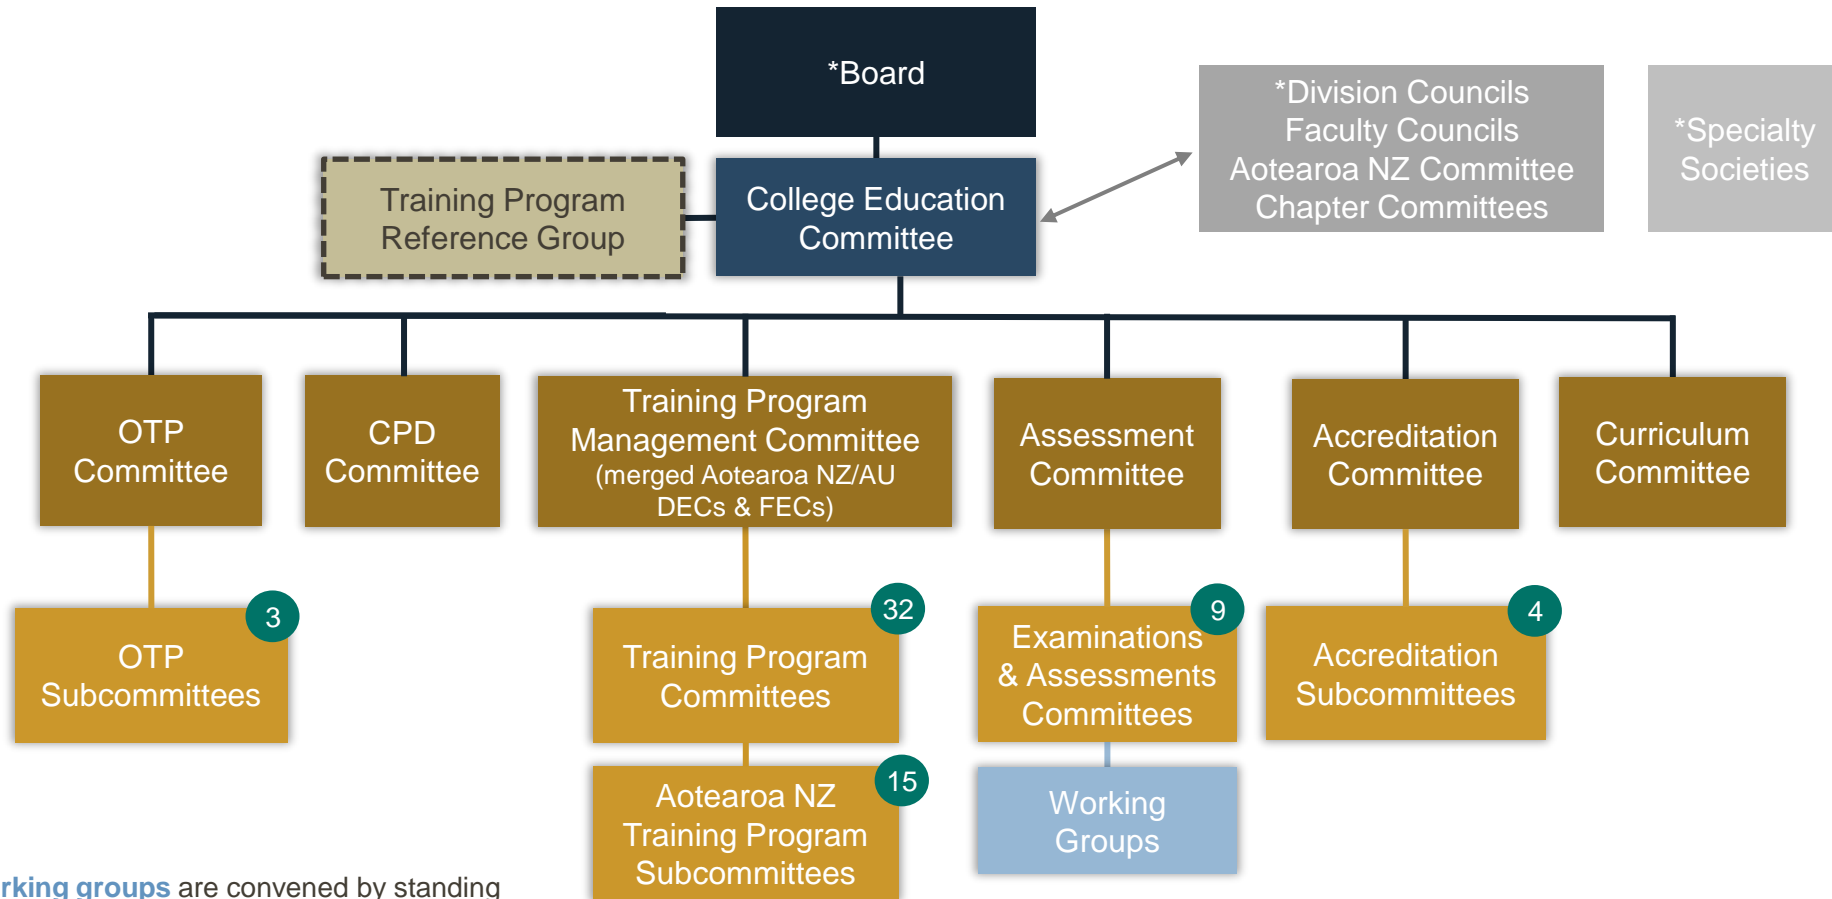 *Board
*Division Councils
Faculty Councils
Aotearoa NZ Committee
Chapter Committees
*Specialty
Societies
Training Program
Reference Group
College Education
Committee
OTP
Committee
CPD
Committee
Training Program
Management Committee
(merged Aotearoa NZ/AU
DECs & FECs)
Assessment
Committee
Accreditation
Committee
Curriculum
Committee
3
OTP
Subcommittees
32
Training Program
Committees
9
Examinations
& Assessments
Committees
4
Accreditation
Subcommittees
15
Aotearoa NZ
Training Program
Subcommittees
Working
Groups
rking groups are convened by standing